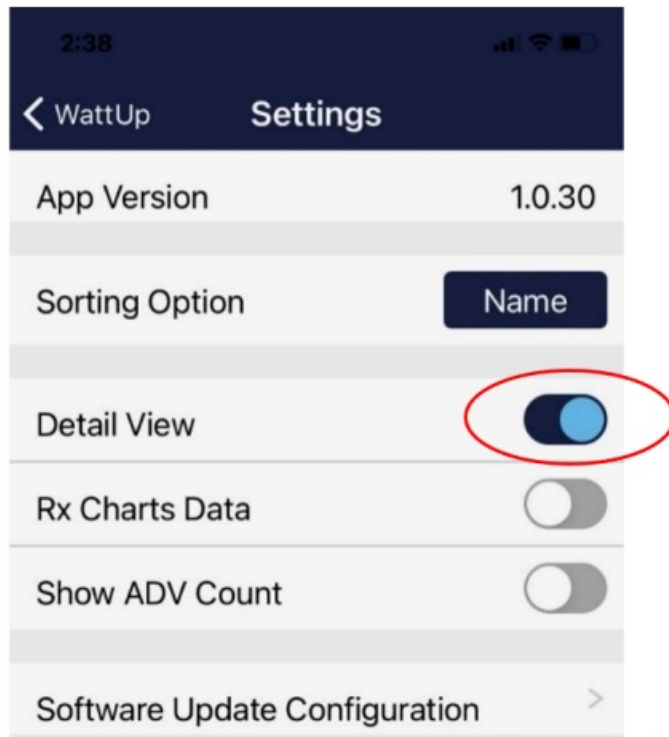 2:38
WattUp
Settings
App Version
1.0.30
Sorting Option
Name
Detail View
Rx Charts Data
Show ADV Count
Software Update Configuration